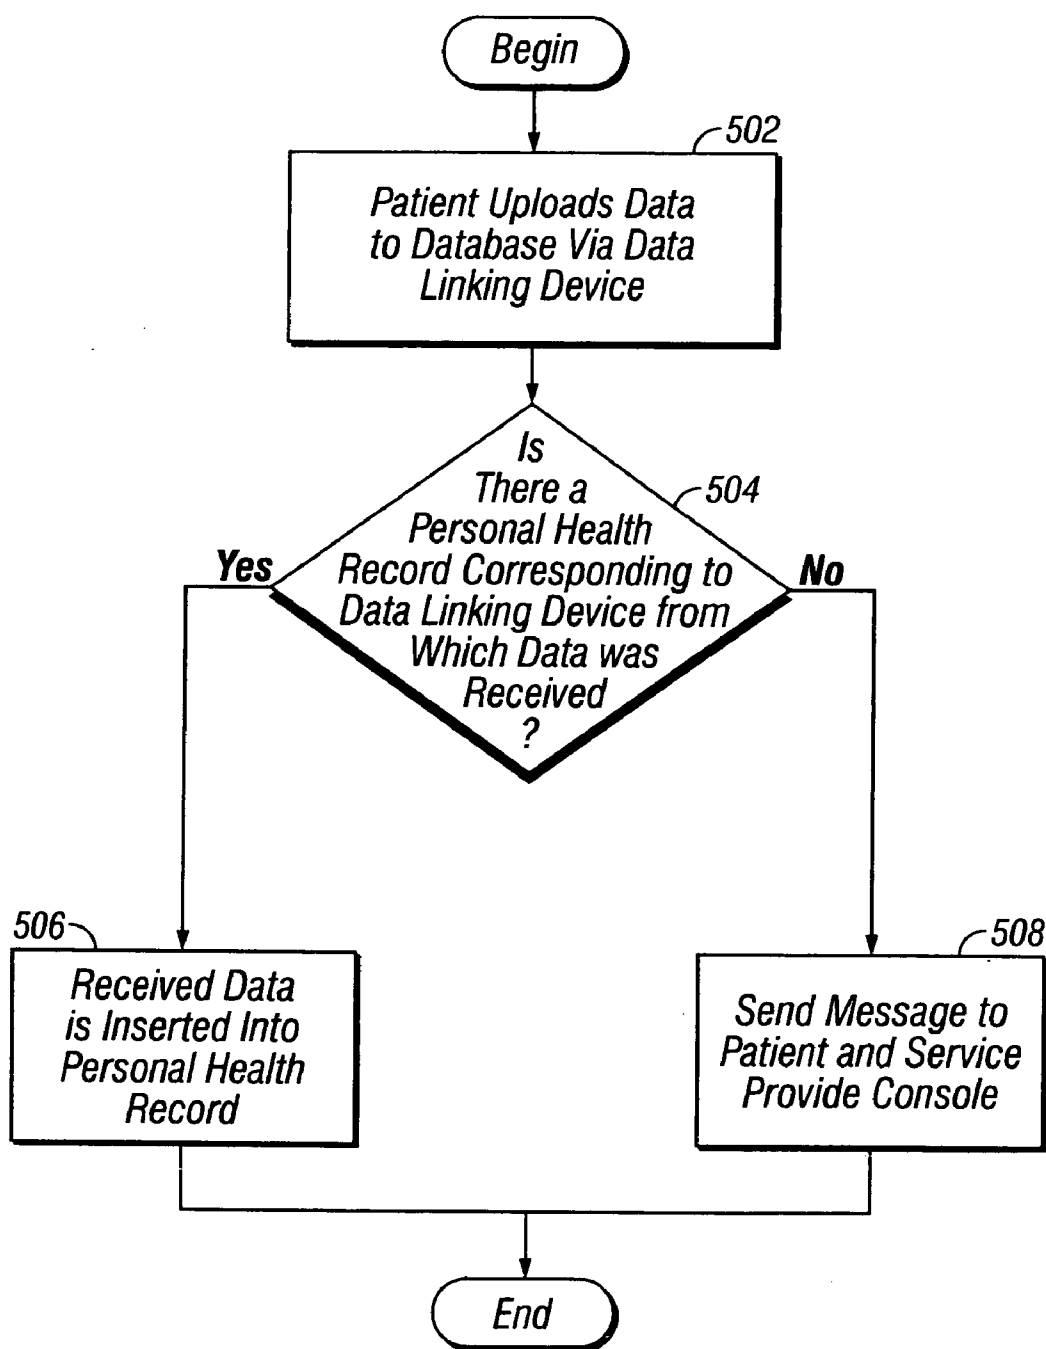 Begin
502
Patient Uploads Data
to Database Via Data
Linking Device
Is
There a
504
Personal Health
Record Corresponding to
Data Linking Device from
Which Data was
Received
?
Yes
No
506
Received Data
is Inserted Into
Personal Health
Record
508
Send Message to
Patient and Service
Provide Console
End